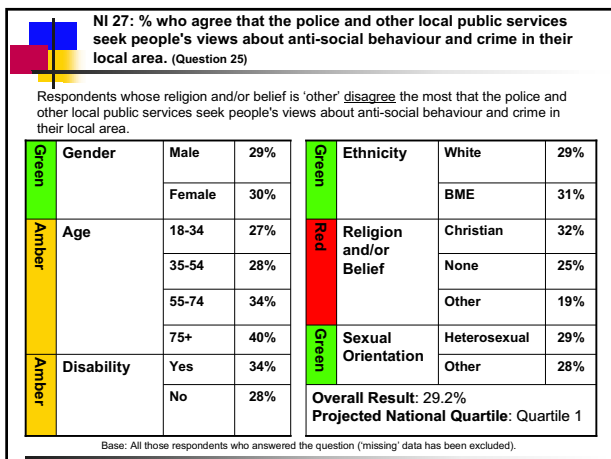 NI 27: % who agree that the police and other local public services
seek people's views about anti-social behaviour and crime in their
local area. (Question 25)
Respondents whose religion and/or belief is ‘other’ disagree the most that the police and
other local public services seek people's views about anti-social behaviour and crime in
their local area.
Green
Gender
Male 29%
Female 30%
Amber
Age
18-34 27%
35-54 28%
55-74 34%
75+ 40%
Amber
Disability
Yes 34%
No 28%
Green
Ethnicity
White 29%
BME 31%
Red
Religion
and/or
Belief
Christian 32%
None 25%
Other 19%
Green
Sexual
Orientation
Heterosexual 29%
Other 28%
Overall Result: 29.2%
Projected National Quartile: Quartile 1
Base: All those respondents who answered the question (‘missing’ data has been excluded).